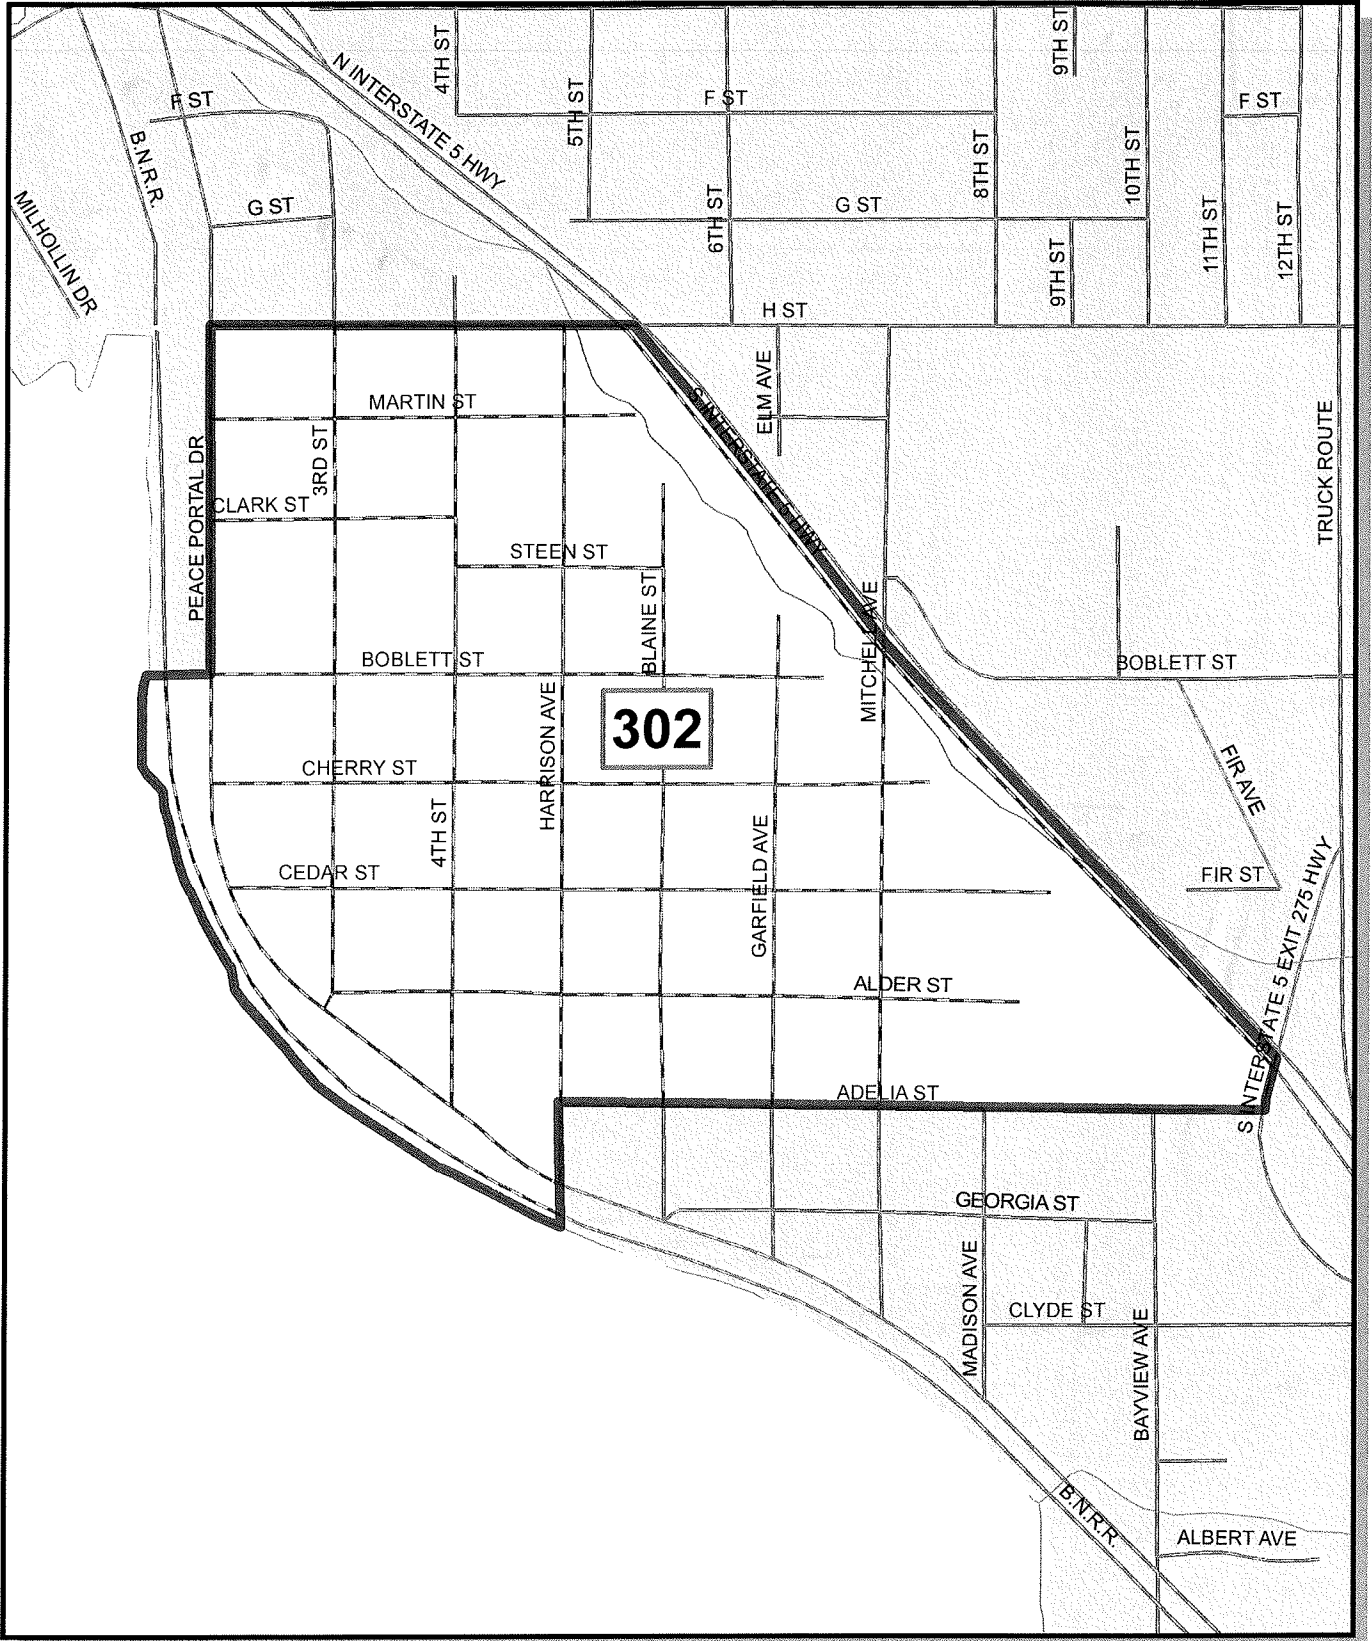 4TH ST
9TH ST
N INTERSTATE 5 HWY
F ST
5TH ST
F ST
F ST
B.N.R.R.
8TH ST
10TH ST
MILHOLLIN DR
G ST
6TH ST
G ST
11TH ST
12TH ST
9TH ST
H ST
ELM AVE
MARTIN ST
S INTERSTATE 5 HWY
3RD ST
PEACE PORTAL DR
TRUCK ROUTE
CLARK ST
STEEN ST
BLAINE ST
MITCHELL AVE
BOBLETT ST
BOBLETT ST
302
HARRISON AVE
CHERRY ST
FIR AVE
4TH ST
GARFIELD AVE
CEDAR ST
FIR ST
S INTERSTATE 5 EXIT 275 HWY
ALDER ST
ADELIA ST
GEORGIA ST
MADISON AVE
CLYDE ST
BAYVIEW AVE
B.N.R.R.
ALBERT AVE